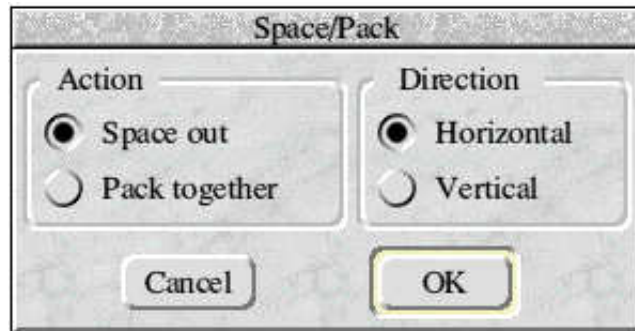 Space/Pack
Action
Direction
Space out
Horizontal
Pack together
Vertical
Cancel
OK